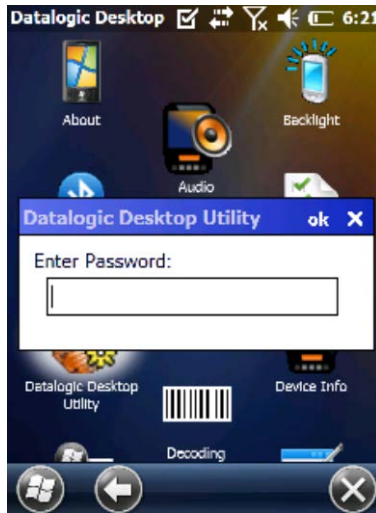 Datalogic Desktop 6:21
About
Backlight
Audio
Datalogic Desktop Utility ok X
Enter Password:
Datalogic Desktop
Utility
Device Info
Decoding